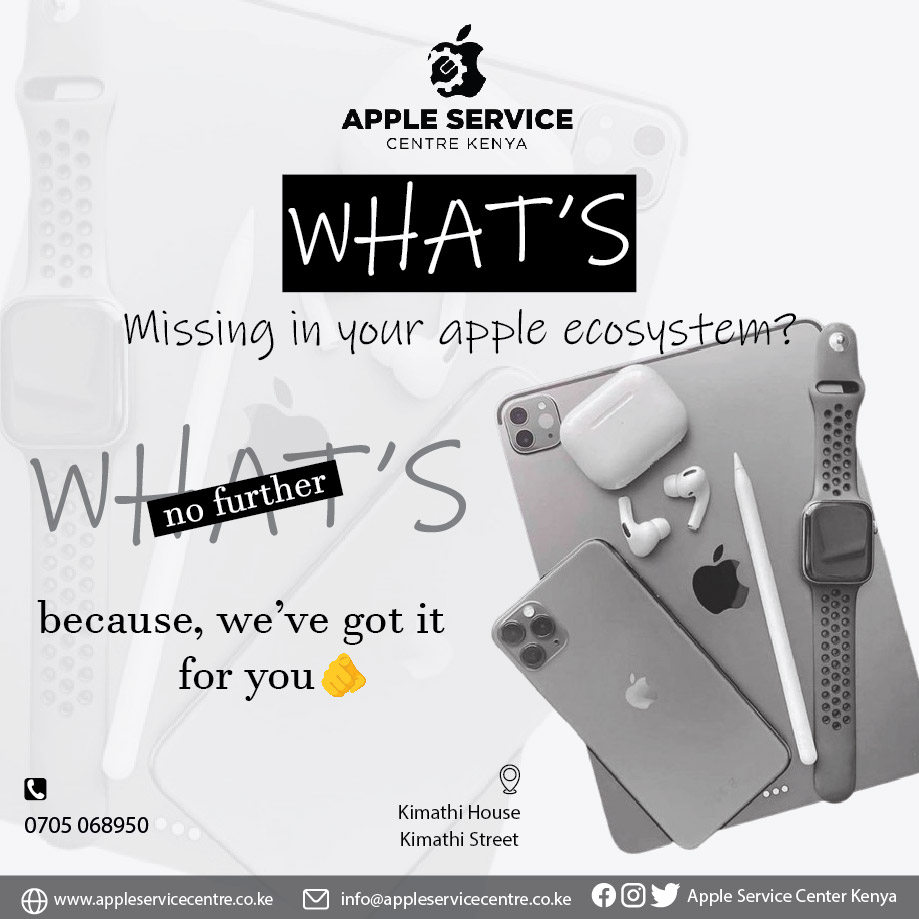 APPLE SERVICE
CENTRE KENYA
WHAT'S
Missing in your apple ecosystem?
WHAT'S
no further
because, we've got it
for you
0705 068950
Kimathi House
Kimathi Street
www.appleservicecentre.co.ke info@appleservicecentre.co.ke Apple Service Center Kenya